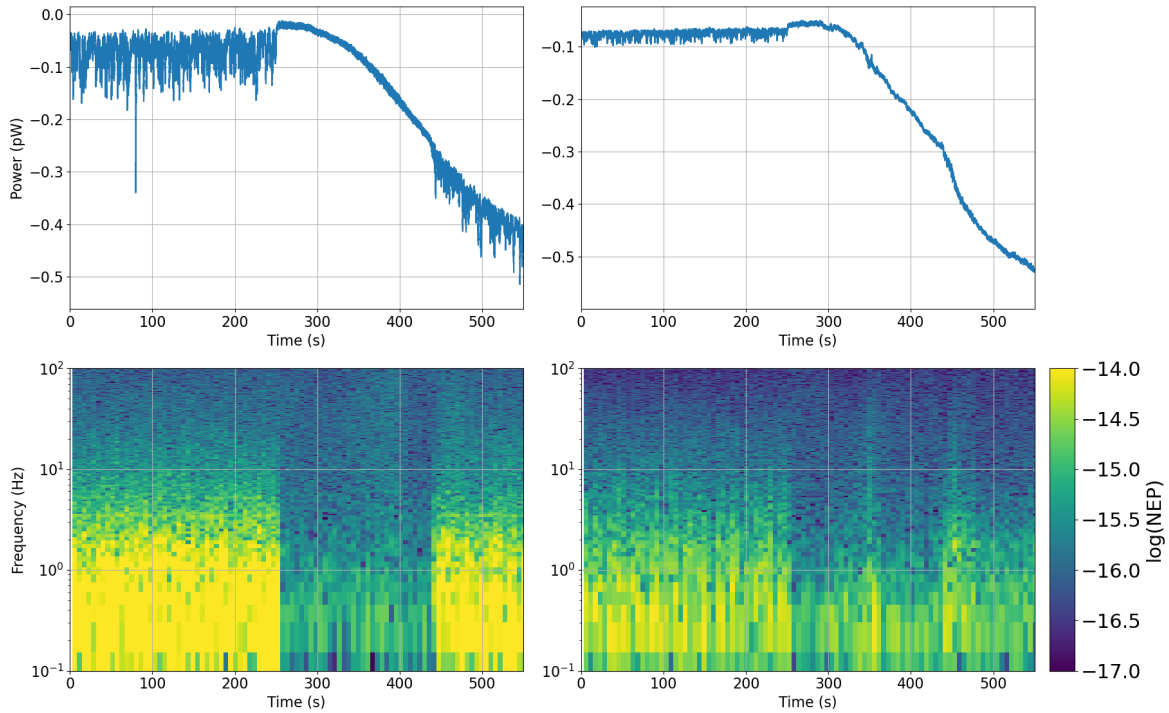 0.0
−0.1
−0.2
−0.3
−0.4
−0.5
Power (pW)
0 100 200 300 400 500
Time (s)
−0.1
−0.2
−0.3
−0.4
−0.5
0 100 200 300 400 500
Time (s)
10²
10¹
10⁰
10⁻¹
Frequency (Hz)
0 100 200 300 400 500
Time (s)
10²
10¹
10⁰
10⁻¹
0 100 200 300 400 500
Time (s)
−14.0
−14.5
−15.0
−15.5
−16.0
−16.5
−17.0
log(NEP)